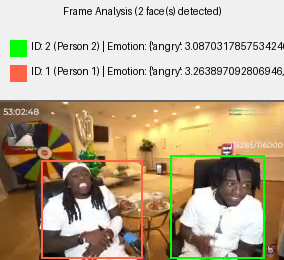 Frame Analysis (2 face(s) detected)
ID: 2 (Person 2) | Emotion: {'angry': 3.0870317857534246
ID: 1 (Person 1) | Emotion: {'angry': 3.263897092806946,
53:02:48